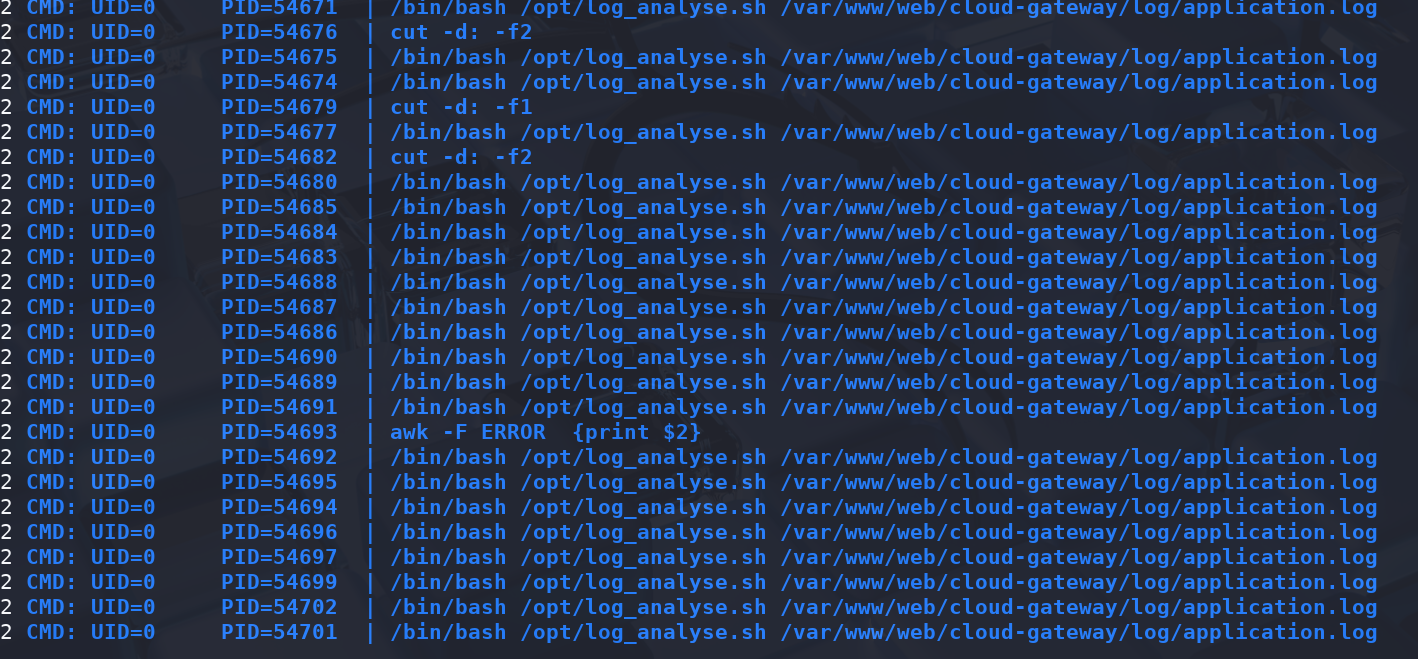 2 CMD: UID=0     PID=54671  | /bin/bash /opt/log_analyse.sh /var/www/web/cloud-gateway/log/application.log
2 CMD: UID=0     PID=54676  | cut -d: -f2
2 CMD: UID=0     PID=54675  | /bin/bash /opt/log_analyse.sh /var/www/web/cloud-gateway/log/application.log
2 CMD: UID=0     PID=54674  | /bin/bash /opt/log_analyse.sh /var/www/web/cloud-gateway/log/application.log
2 CMD: UID=0     PID=54679  | cut -d: -f1
2 CMD: UID=0     PID=54677  | /bin/bash /opt/log_analyse.sh /var/www/web/cloud-gateway/log/application.log
2 CMD: UID=0     PID=54682  | cut -d: -f2
2 CMD: UID=0     PID=54680  | /bin/bash /opt/log_analyse.sh /var/www/web/cloud-gateway/log/application.log
2 CMD: UID=0     PID=54685  | /bin/bash /opt/log_analyse.sh /var/www/web/cloud-gateway/log/application.log
2 CMD: UID=0     PID=54684  | /bin/bash /opt/log_analyse.sh /var/www/web/cloud-gateway/log/application.log
2 CMD: UID=0     PID=54683  | /bin/bash /opt/log_analyse.sh /var/www/web/cloud-gateway/log/application.log
2 CMD: UID=0     PID=54688  | /bin/bash /opt/log_analyse.sh /var/www/web/cloud-gateway/log/application.log
2 CMD: UID=0     PID=54687  | /bin/bash /opt/log_analyse.sh /var/www/web/cloud-gateway/log/application.log
2 CMD: UID=0     PID=54686  | /bin/bash /opt/log_analyse.sh /var/www/web/cloud-gateway/log/application.log
2 CMD: UID=0     PID=54690  | /bin/bash /opt/log_analyse.sh /var/www/web/cloud-gateway/log/application.log
2 CMD: UID=0     PID=54689  | /bin/bash /opt/log_analyse.sh /var/www/web/cloud-gateway/log/application.log
2 CMD: UID=0     PID=54691  | /bin/bash /opt/log_analyse.sh /var/www/web/cloud-gateway/log/application.log
2 CMD: UID=0     PID=54693  | awk -F ERROR  {print $2}
2 CMD: UID=0     PID=54692  | /bin/bash /opt/log_analyse.sh /var/www/web/cloud-gateway/log/application.log
2 CMD: UID=0     PID=54695  | /bin/bash /opt/log_analyse.sh /var/www/web/cloud-gateway/log/application.log
2 CMD: UID=0     PID=54694  | /bin/bash /opt/log_analyse.sh /var/www/web/cloud-gateway/log/application.log
2 CMD: UID=0     PID=54696  | /bin/bash /opt/log_analyse.sh /var/www/web/cloud-gateway/log/application.log
2 CMD: UID=0     PID=54697  | /bin/bash /opt/log_analyse.sh /var/www/web/cloud-gateway/log/application.log
2 CMD: UID=0     PID=54699  | /bin/bash /opt/log_analyse.sh /var/www/web/cloud-gateway/log/application.log
2 CMD: UID=0     PID=54702  | /bin/bash /opt/log_analyse.sh /var/www/web/cloud-gateway/log/application.log
2 CMD: UID=0     PID=54701  | /bin/bash /opt/log_analyse.sh /var/www/web/cloud-gateway/log/application.log